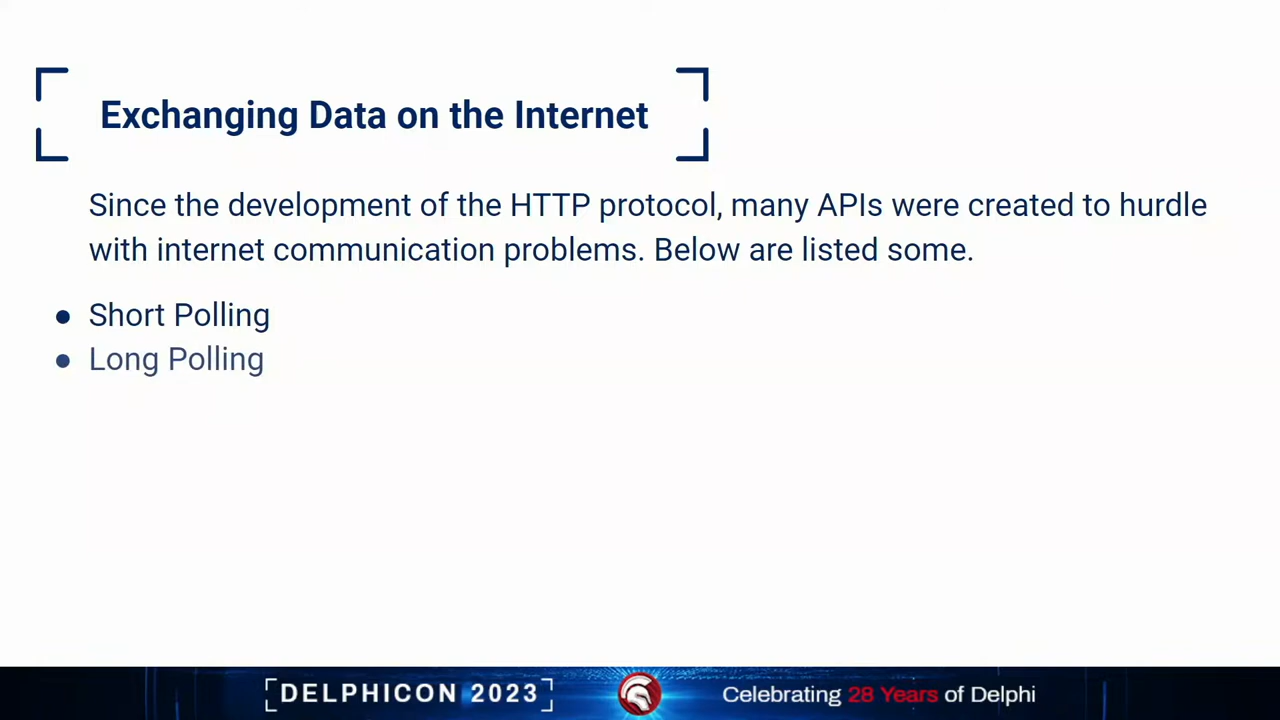 Exchanging Data on the Internet
Since the development of the HTTP protocol, many APIs were created to hurdle
with internet communication problems. Below are listed some.
● Short Polling
● Long Polling
DELPHICON 2023
Celebrating 28 Years of Delphi